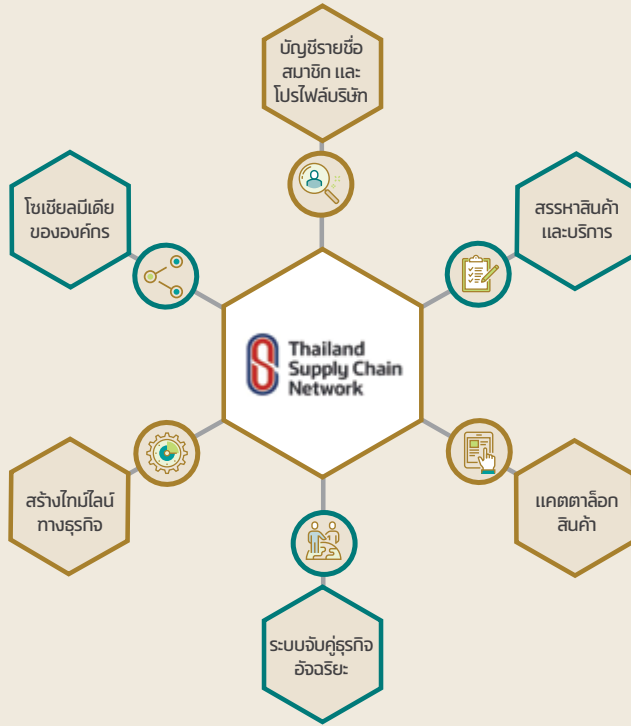 บัญชีรายชื่อ
สมาชิก และ
โปรไฟล์บริษัท
โซเชียลมีเดีย
ขององค์กร
สรรหาสินค้า
และบริการ
Thailand
Supply Chain
Network
สร้างไทม์ไลน์
ทางธุรกิจ
แคตตาล็อก
สินค้า
ระบบจับคู่ธุรกิจ
อัจฉริยะ